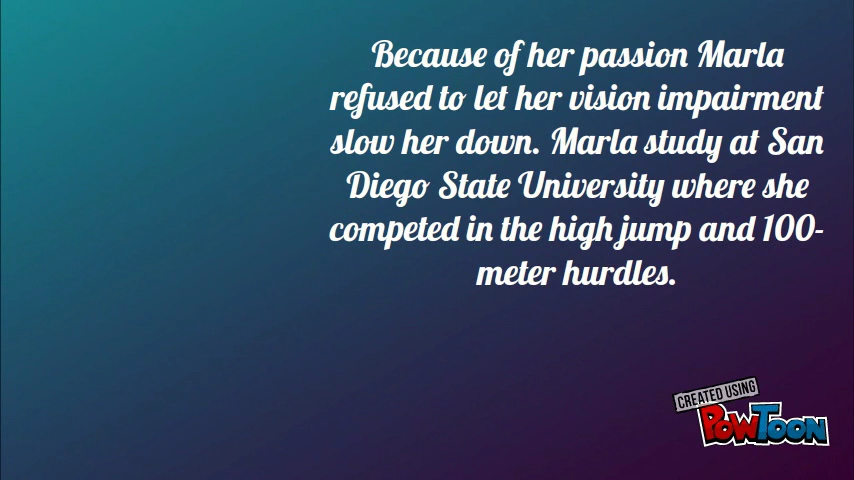 Because of her passion Marla
refused to let her vision impairment
slow her down. Marla study at San
Diego State University where she
competed in the high jump and 100-
meter hurdles.
CREATED USING
POWTOON